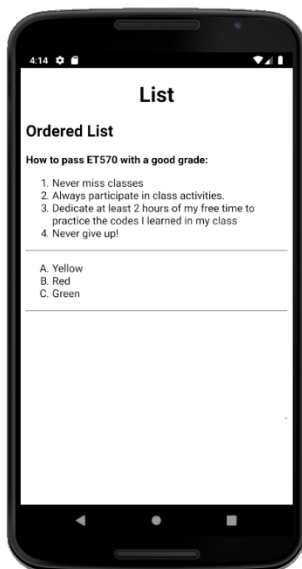 4:14
List
Ordered List
How to pass ET570 with a good grade:
1. Never miss classes
2. Always participate in class activities.
3. Dedicate at least 2 hours of my free time to
practice the codes I learned in my class
4. Never give up!
A. Yellow
B. Red
C. Green